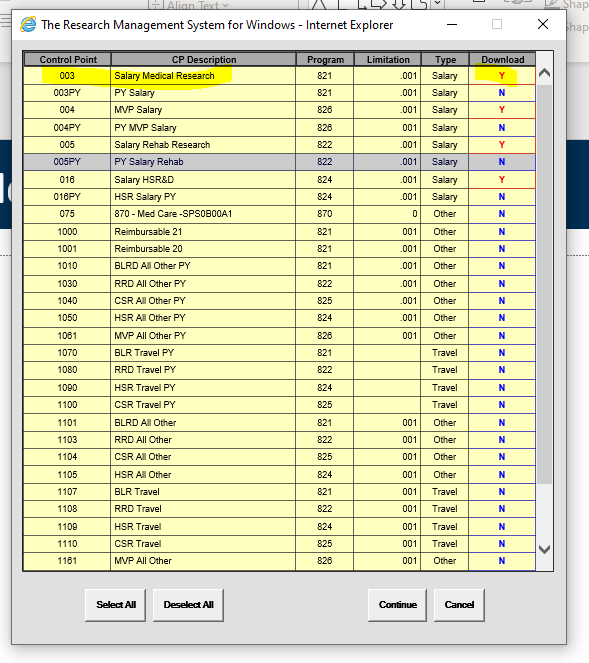 Align Text
Shap
Shap
The Research Management System for Windows - Internet Explorer
Control Point CP Description Program Limitation Type Download
003 Salary Medical Research 821 .001 Salary Y
003PY PY Salary 821 .001 Salary N
004 MVP Salary 826 .001 Salary Y
004PY PY MVP Salary 826 001 Salary N
005 Salary Rehab Research 822 .001 Salary Y
005PY PY Salary Rehab 822 .001 Salary N
016 Salary HSR&D 824 .001 Salary Y
016PY HSR Salary PY 824 .001 Salary N
075 870 - Med Care -SPS0B00A1 870 0 Other N
1000 Reimbursable 21 821 001 Other N
1001 Reimbursable 20 821 .001 Other N
1010 BLRD All Other PY 821 .001 Other N
1030 RRD All Other PY 822 .001 Other N
1040 CSR All Other PY 825 .001 Other N
1050 HSR All Other PY 824 .001 Other N
1061 MVP All Other PY 826 001 Other N
1070 BLR Travel PY 821 Travel N
1080 RRD Travel PY 822 Travel N
1090 HSR Travel PY 824 Travel N
1100 CSR Travel PY 825 Travel N
1101 BLRD All Other 821 001 Other N
1103 RRD All Other 822 001 Other N
1104 CSR All Other 825 001 Other N
1105 HSR All Other 824 001 Other N
1107 BLR Travel 821 001 Travel N
1108 RRD Travel 822 001 Travel N
1109 HSR Travel 824 001 Travel N
1110 CSR Travel 825 001 Travel N
1161 MVP All Other 826 001 Other N
Select All Deselect All Continue Cancel